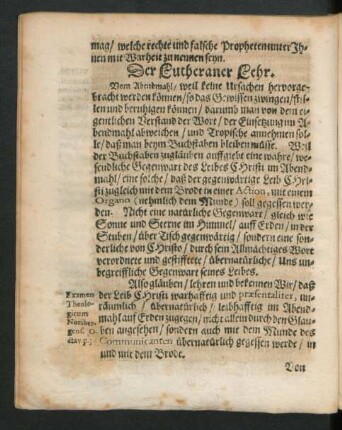 mag/ welche rechte und falsche Propheten unter Jh-
nen mit Warheit zu nennen seyn.
Der Lutheraner Lehr.
Vom Abendmahl/ weil keine Ursachen hervorge-
bracht werden können/ so das Gewissen zwingen/ stil-
len und beruhigen können / darumb man von dem ei-
gentlichen Verstand der Wort / der Einsetzung im A-
bendmahl abweichen / und Tropische annehmen sol-
le/ daß man beym Buchstaben bleiben müsse. Weil
der Buchstaben zugläuben aufferlegte eine wahre/ we-
sendliche Gegenwart des Leibes CHristi im Abend-
mahl/ eine solche / daß der gegenwärtige Leib CHri-
sti zugleich mit dem Brode in einer Action, mit einem
Organo (nehmlich dem Munde) soll gegessen wer-
den. Nicht eine natürliche Gegenwart/ gleich wie
Sonne und Sterne im Himmel/ auff Erden/ in der
Stuben/ über Tisch gegenwärtig/ sondern eine son-
derliche von CHristo / durch sein Allmächtiges Wort
verordnete und gestifftete / übernatürliche/ Uns un-
begreiffliche Gegenwart seines Leibes.
Also gläuben/ lehren und bekennen Wir/ daß
der Leib CHristi warhafftig und præsentaliter, un-
räumlich / übernatürlich / leibhafftig im Abend-
mahl auf Erden zugegen/ nicht allein durch den Glau-
ben angesehen/ sondern auch mit dem Munde des
Communicanten übernatürlich gegessen werde/ in
und mit dem Brode.
Von
Examen
Theolo-
gicum
Norinber-
gens. O-
ctav. p.